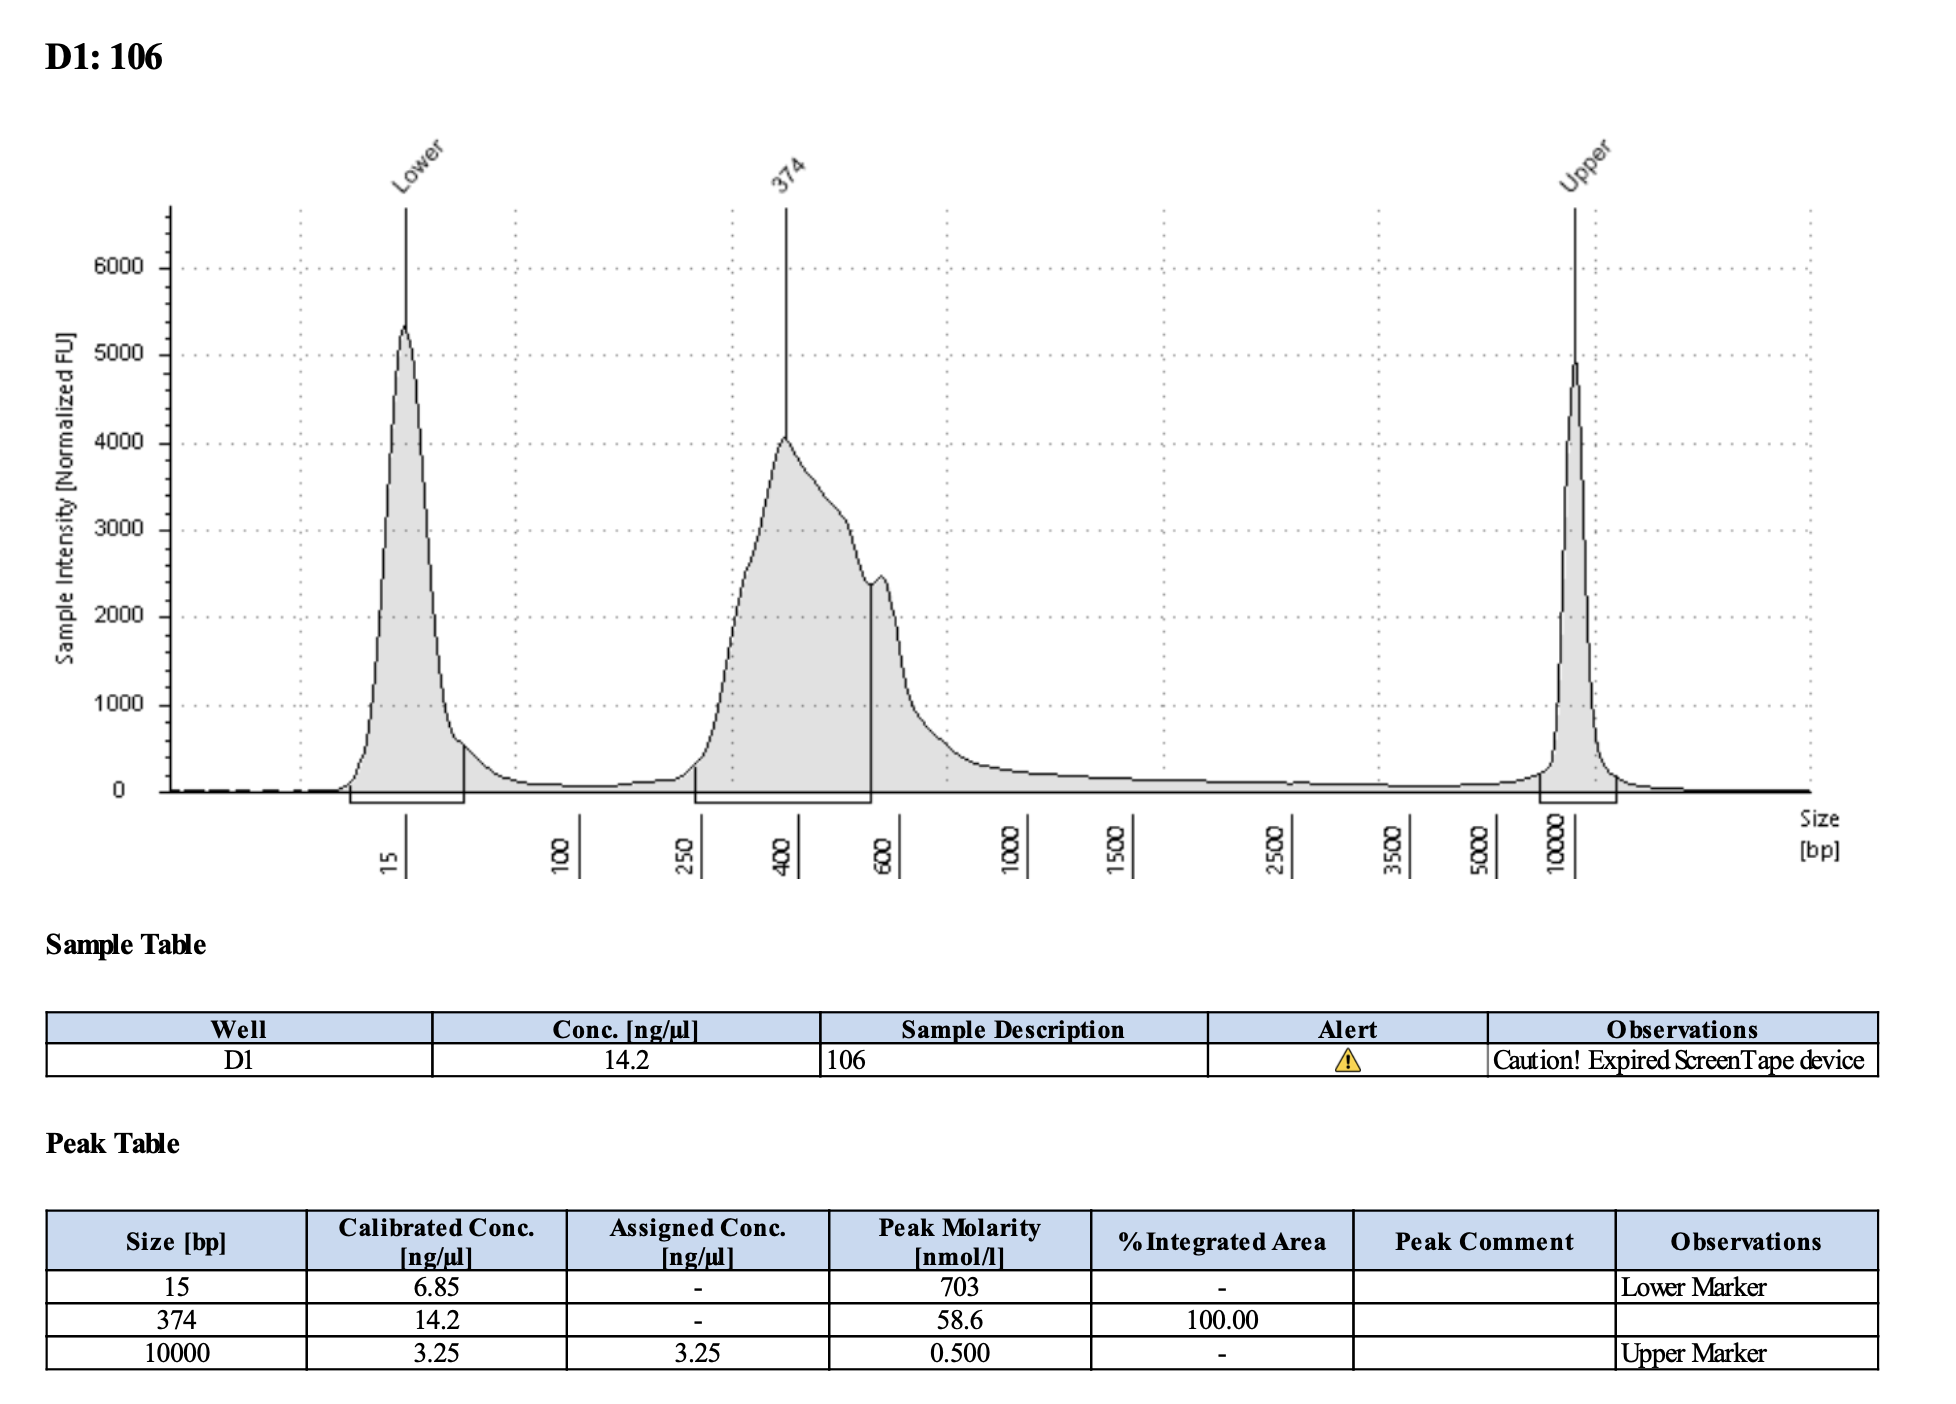 D1: 106
Lower
374
Upper
Sample Intensity [Normalized FU]
6000
5000
4000
3000
2000
1000
0
15
100
250
400
600
1000
1500
2500
3500
5000
10000
Size
[bp]
Sample Table
Well Conc. [ng/µl] Sample Description Alert Observations
D1 14.2 106 Caution! Expired ScreenTape device
Peak Table
Size [bp] Calibrated Conc. [ng/µl] Assigned Conc. [ng/µl] Peak Molarity [nmol/l] % Integrated Area Peak Comment Observations
15 6.85 - 703 - Lower Marker
374 14.2 - 58.6 100.00
10000 3.25 3.25 0.500 - Upper Marker